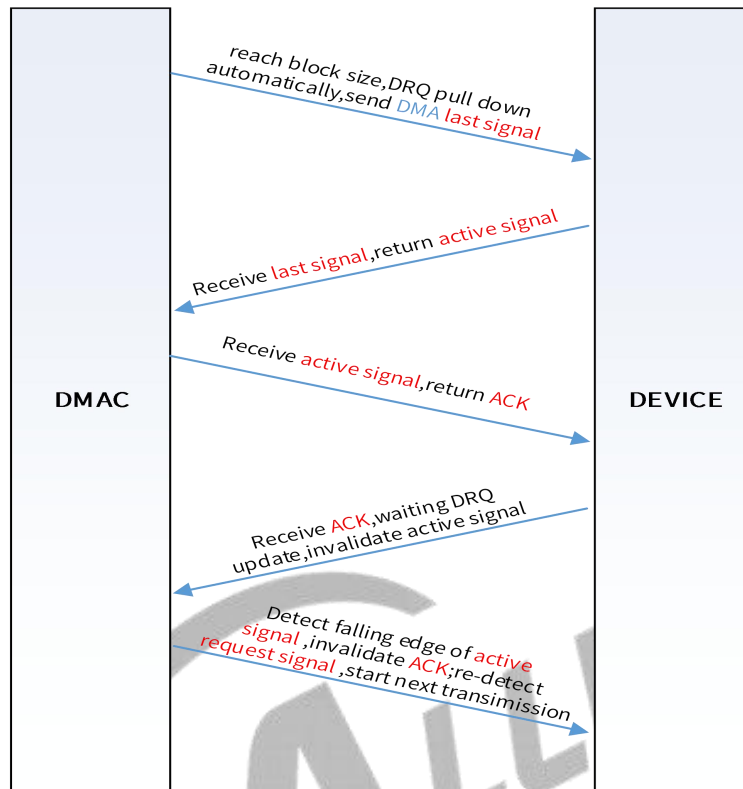 reach block size,DRQ pull down
automatically,send DMA last signal
Receive last signal,return active signal
Receive active signal,return ACK
DMAC
DEVICE
Receive ACK,waiting DRQ
update,invalidate active signal
Detect falling edge of active
signal ,invalidate ACK;re-detect
request signal ,start next transimission